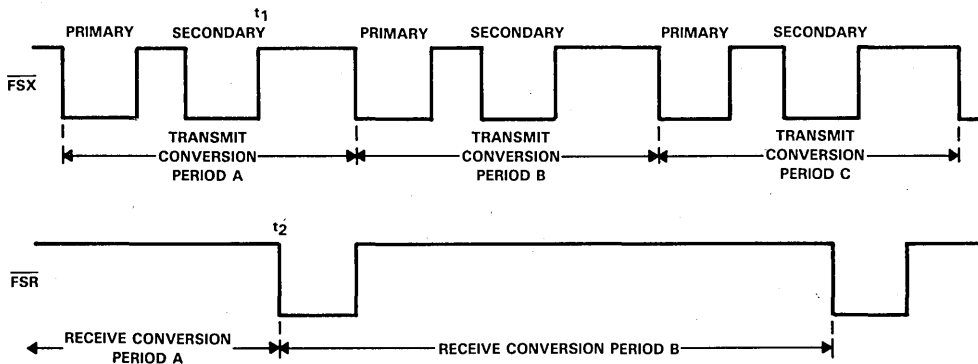 t1
PRIMARY SECONDARY PRIMARY SECONDARY PRIMARY SECONDARY
FSX
TRANSMIT TRANSMIT TRANSMIT
CONVERSION CONVERSION CONVERSION
PERIOD A PERIOD B PERIOD C
t2
FSR
RECEIVE CONVERSION
PERIOD A
RECEIVE CONVERSION PERIOD B